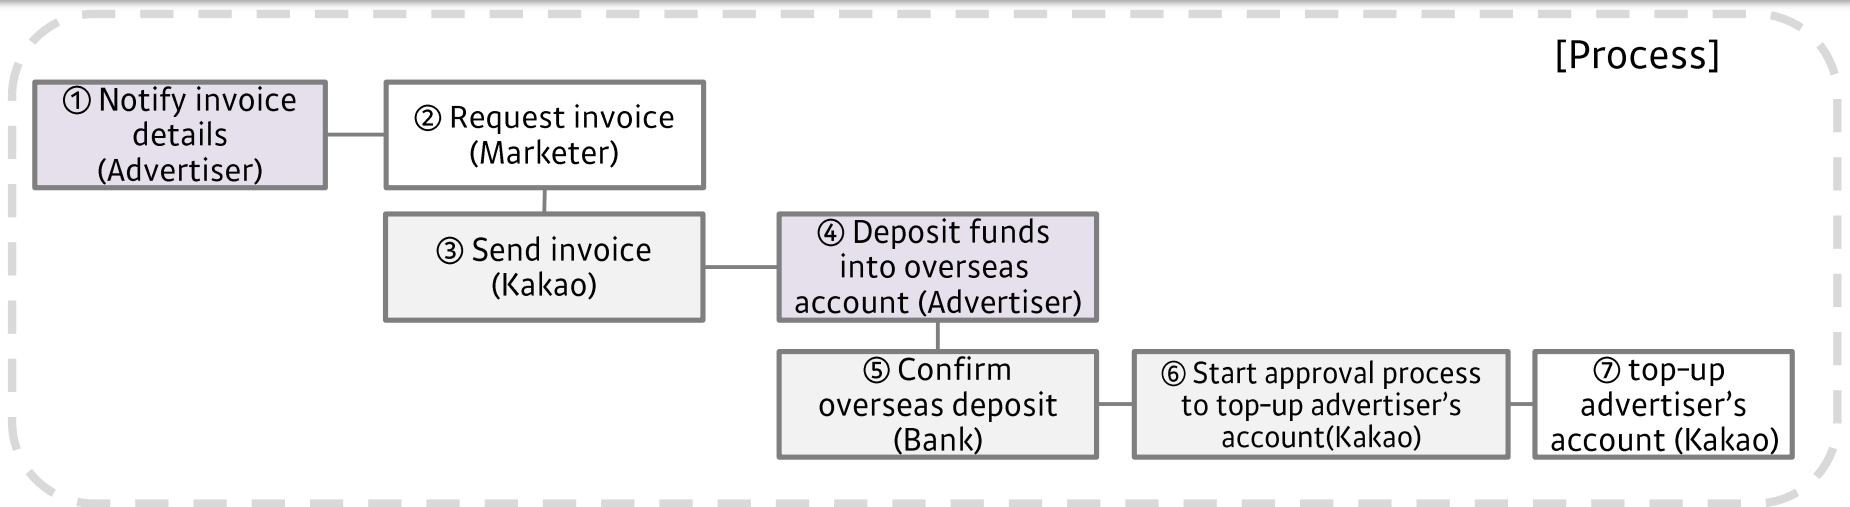 [Process]
① Notify invoice
details
(Advertiser)
② Request invoice
(Marketer)
③ Send invoice
(Kakao)
④ Deposit funds
into overseas
account (Advertiser)
⑤ Confirm
overseas deposit
(Bank)
⑥ Start approval process
to top-up advertiser’s
account(Kakao)
⑦ top-up
advertiser’s
account (Kakao)